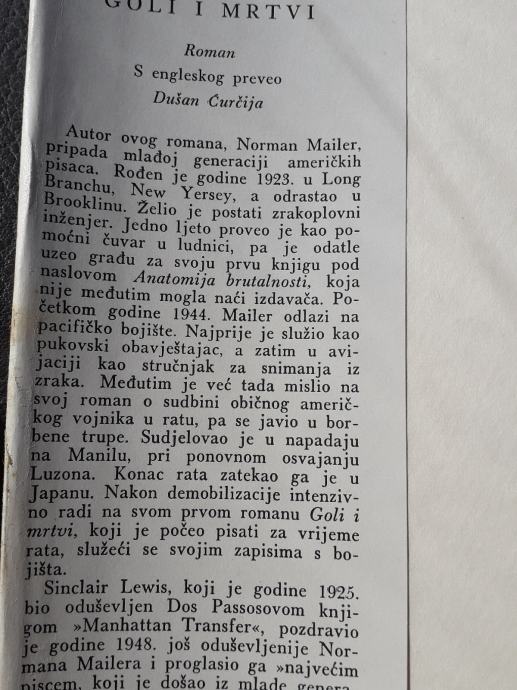 GOLI I MRTVI
Roman
S engleskog preveo
Dušan Ćurčija
Autor ovog romana, Norman Mailer,
pripada mlađoj generaciji američkih
pisaca. Rođen je godine 1923. u Long
Branchu, New Yersey, a odrastao u
Brooklinu. Želio je postati zrakoplovni
inženjer. Jedno ljeto proveo je kao po-
moćni čuvar u ludnici, pa je odatle
uzeo građu za svoju prvu knjigu pod
naslovom Anatomija brutalnosti, koja
nije međutim mogla naći izdavača. Po-
četkom godine 1944. Mailer odlazi na
pacifičko bojište. Najprije je služio kao
pukovski obavještajac, a zatim u avi-
jaciji kao stručnjak za snimanja iz
zraka. Međutim je već tada mislio na
svoj roman o sudbini običnog američ-
kog vojnika u ratu, pa se javio u bor-
bene trupe. Sudjelovao je u napadaju
na Manilu, pri ponovnom osvajanju
Luzona. Konac rata zatekao ga je u
Japanu. Nakon demobilizacije intenziv-
no radi na svom prvom romanu Goli i
mrtvi, koji je počeo pisati za vrijeme
rata, služeći se svojim zapisima s bo-
jišta.
Sinclair Lewis, koji je godine 1925.
bio oduševljen Dos Passosovom knji-
gom »Manhattan Transfer«, pozdravio
je godine 1948. još oduševljenije Nor-
mana Mailera i proglasio ga »najvećim
piscem, koji je došao iz mlade genera-